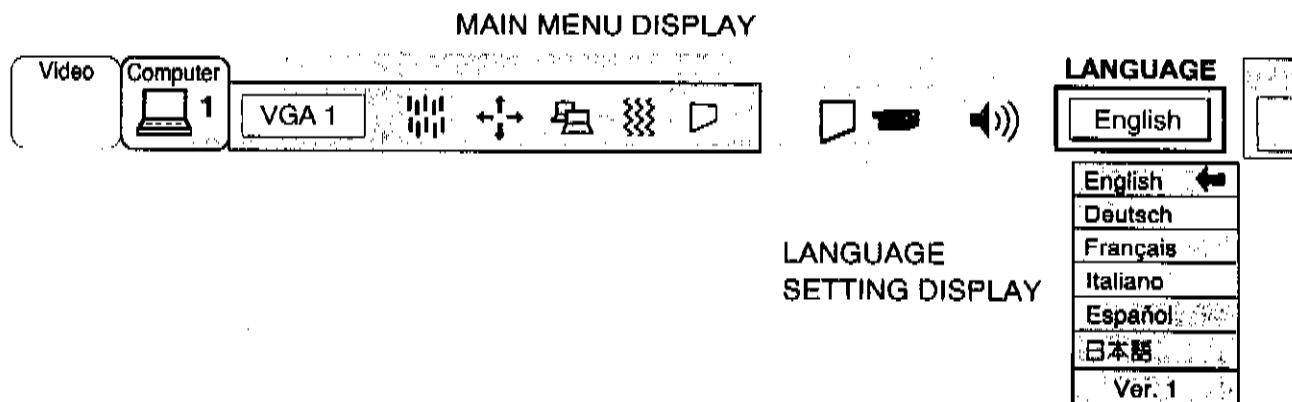 MAIN MENU DISPLAY
Video
Computer
1
VGA 1
LANGUAGE
English
English
Deutsch
Français
Italiano
Español
日本語
Ver. 1
LANGUAGE
SETTING DISPLAY